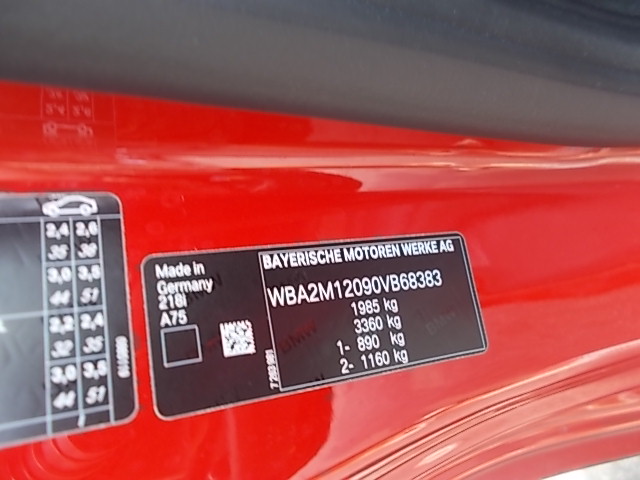 2,4 2,6
35 38
3,0 3,5
44 51
2,2 2,4
32 35
3,0 3,5
44 51
Made in
Germany
218i
A75
BAYERISCHE MOTOREN WERKE AG
WBA2M12090VB68383
1985 kg
3360 kg
1- 890 kg
2- 1160 kg